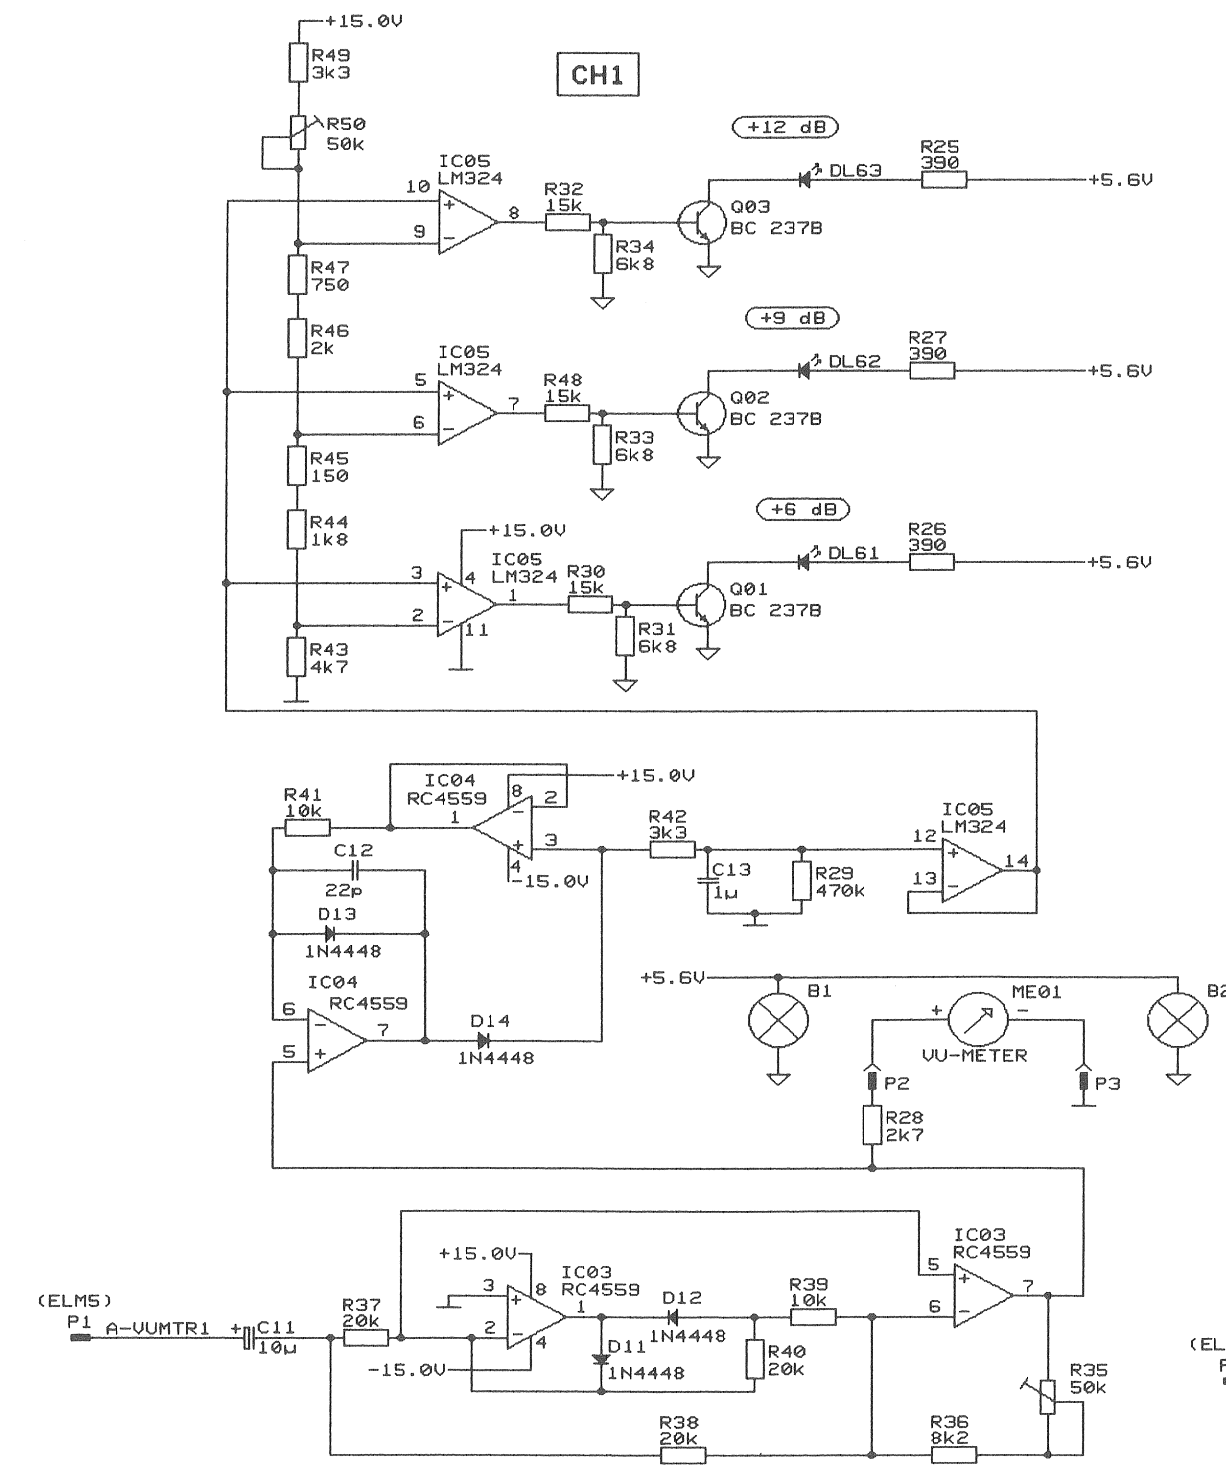 +15.0V
R49
3k3
CH1
R50
50k
+12 dB
IC05
LM324
10
9
8
R32
15k
R34
6k8
Q03
BC 237B
DL63
R25
390
+5.6V
R47
750
R46
2k
+9 dB
IC05
LM324
5
6
7
R48
15k
R33
6k8
Q02
BC 237B
DL62
R27
390
+5.6V
R45
150
R44
1k8
+6 dB
+15.0V
IC05
LM324
3
4
2
11
1
R30
15k
R31
6k8
Q01
BC 237B
DL61
R26
390
+5.6V
R43
4k7
IC04
RC4559
+15.0V
8
2
1
3
4
-15.0V
R41
10k
C12
22p
D13
1N4448
R42
3k3
C13
1µ
R29
470k
IC05
LM324
12
13
14
IC04
RC4559
6
5
7
D14
1N4448
+5.6V
B1
ME01
+
-
VU-METER
B2
P2
P3
R28
2k7
(ELM5)
P1
A-VUMTR1
+
C11
10µ
R37
20k
+15.0V
IC03
RC4559
3
8
2
4
1
-15.0V
D12
1N4448
D11
1N4448
R39
10k
R40
20k
IC03
RC4559
5
6
7
R35
50k
R38
20k
R36
8k2
(EL